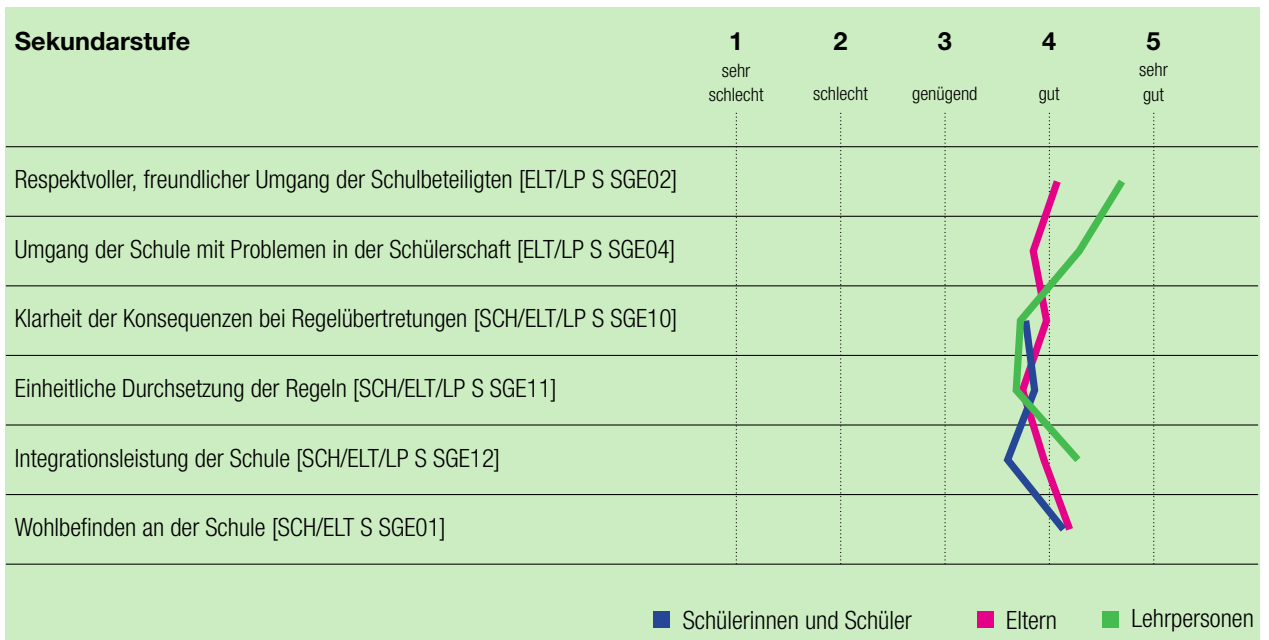 Sekundarstufe
1 2 3 4 5
sehr schlecht schlecht genügend gut sehr gut
Respektvoller, freundlicher Umgang der Schulbeteiligten [ELT/LP S SGE02]
Umgang der Schule mit Problemen in der Schülerschaft [ELT/LP S SGE04]
Klarheit der Konsequenzen bei Regelübertretungen [SCH/ELT/LP S SGE10]
Einheitliche Durchsetzung der Regeln [SCH/ELT/LP S SGE11]
Integrationsleistung der Schule [SCH/ELT/LP S SGE12]
Wohlbefinden an der Schule [SCH/ELT S SGE01]
Schülerinnen und Schüler Eltern Lehrpersonen